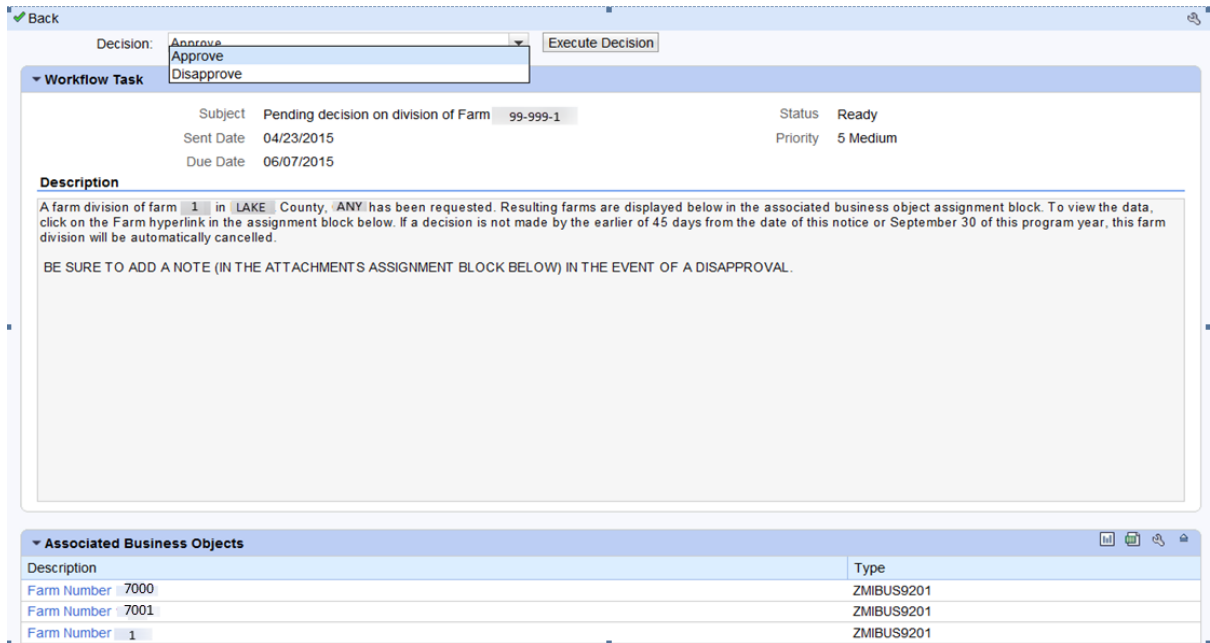 Back
Decision: Approve Execute Decision
Approve
Disapprove
Workflow Task
Subject Pending decision on division of Farm 99-999-1 Status Ready
Sent Date 04/23/2015 Priority 5 Medium
Due Date 06/07/2015
Description
A farm division of farm 1 in LAKE County, ANY has been requested. Resulting farms are displayed below in the associated business object assignment block. To view the data,
click on the Farm hyperlink in the assignment block below. If a decision is not made by the earlier of 45 days from the date of this notice or September 30 of this program year, this farm
division will be automatically cancelled.
BE SURE TO ADD A NOTE (IN THE ATTACHMENTS ASSIGNMENT BLOCK BELOW) IN THE EVENT OF A DISAPPROVAL.
Associated Business Objects
Description Type
Farm Number 7000 ZMIBUS9201
Farm Number 7001 ZMIBUS9201
Farm Number 1 ZMIBUS9201